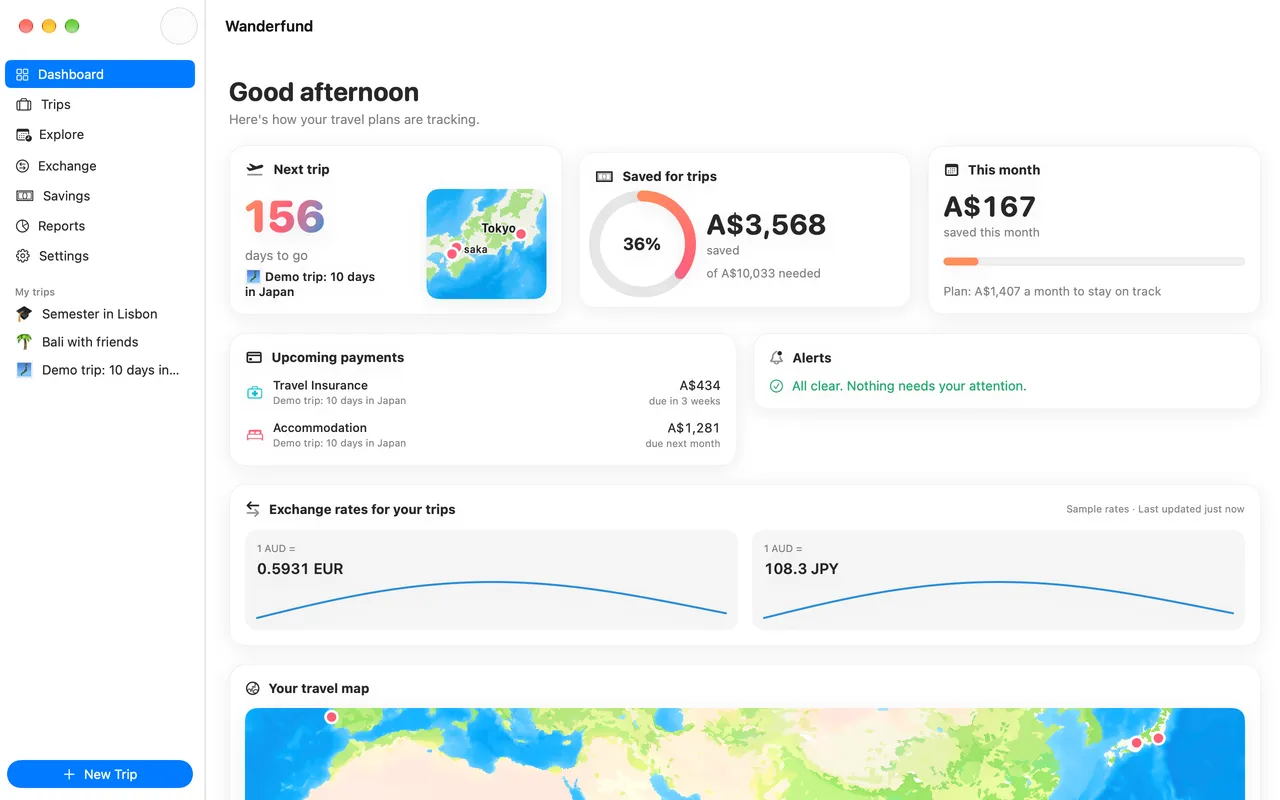 Wanderfund
Dashboard
Trips
Explore
Exchange
Savings
Reports
Settings
My trips
Semester in Lisbon
Bali with friends
Demo trip: 10 days in...
New Trip
Good afternoon
Here's how your travel plans are tracking.
Next trip
156
days to go
Demo trip: 10 days
in Japan
Tokyo
saka
Saved for trips
36%
A$3,568
saved
of A$10,033 needed
This month
A$167
saved this month
Plan: A$1,407 a month to stay on track
Upcoming payments
Travel Insurance
Demo trip: 10 days in Japan
A$434
due in 3 weeks
Accommodation
Demo trip: 10 days in Japan
A$1,281
due next month
Alerts
All clear. Nothing needs your attention.
Exchange rates for your trips
Sample rates · Last updated just now
1 AUD =
0.5931 EUR
1 AUD =
108.3 JPY
Your travel map